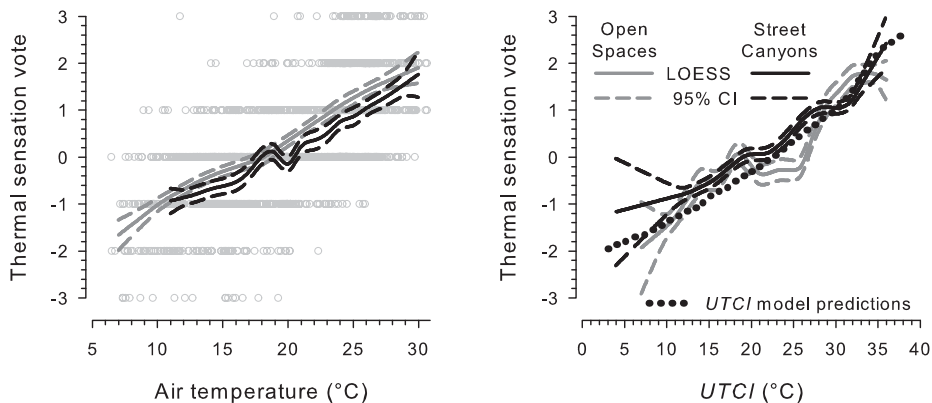 Thermal sensation vote
3
2
1
0
-1
-2
-3
5 10 15 20 25 30
Air temperature (°C)
Thermal sensation vote
3
2
1
0
-1
-2
-3
Open Street
Spaces Canyons
LOESS
95% CI
UTCI model predictions
0 5 10 15 20 25 30 35 40
UTCI (°C)